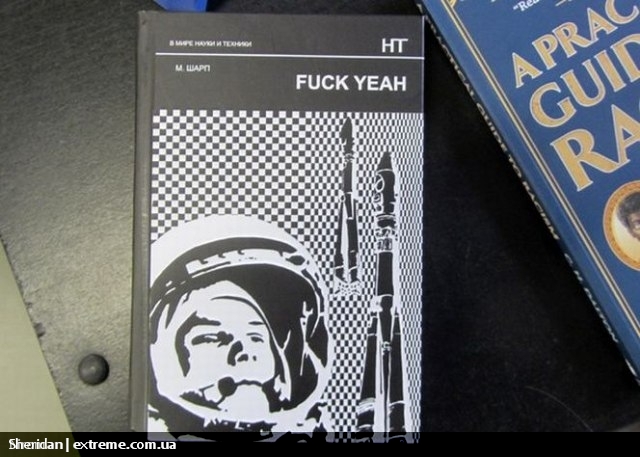 В МИРЕ НАУКИ И ТЕХНИКИ
НТ
М. ШАРП
FUCK YEAH
A PRAC
GUID
RA
Sheridan | extreme.com.ua